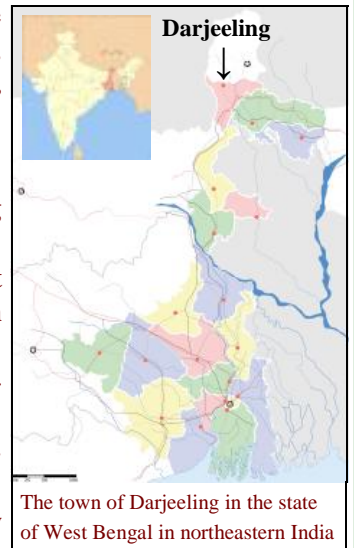 Darjeeling
The town of Darjeeling in the state
of West Bengal in northeastern India